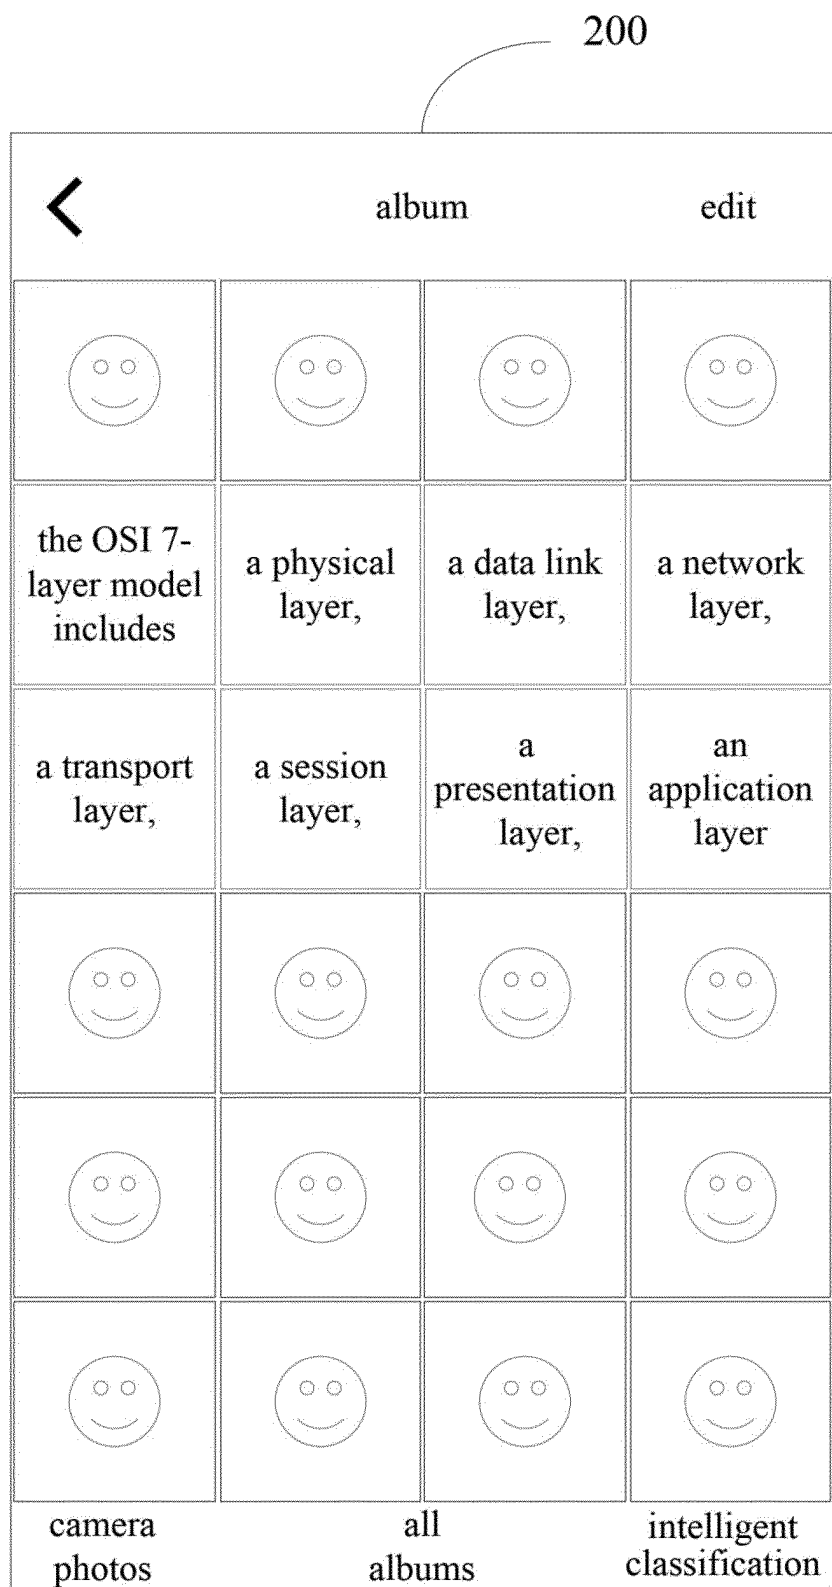 200
album
edit
the OSI 7-
layer model
includes
a physical
layer,
a data link
layer,
a network
layer,
a transport
layer,
a session
layer,
a
presentation
layer,
an
application
layer
camera
photos
all
albums
intelligent
classification